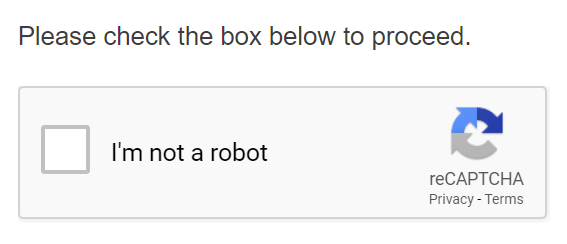 Please check the box below to proceed.
I'm not a robot
reCAPTCHA
Privacy - Terms